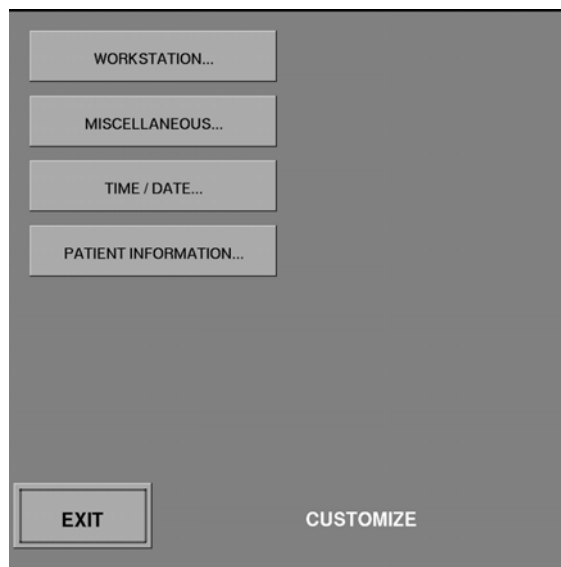 WORKSTATION...
MISCELLANEOUS...
TIME / DATE...
PATIENT INFORMATION...
EXIT
CUSTOMIZE